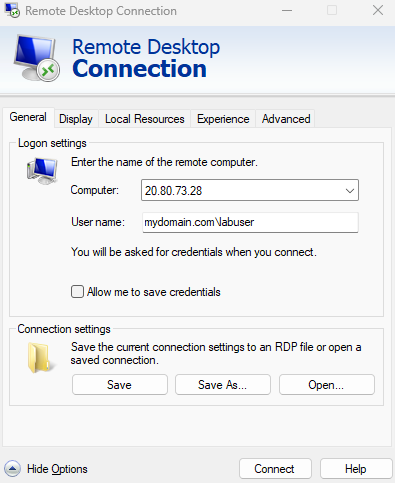 Remote Desktop Connection
Remote Desktop
Connection
General Display Local Resources Experience Advanced
Logon settings
Enter the name of the remote computer.
Computer: 20.80.73.28
User name: mydomain.com\labuser
You will be asked for credentials when you connect.
Allow me to save credentials
Connection settings
Save the current connection settings to an RDP file or open a
saved connection.
Save Save As... Open...
Hide Options Connect Help